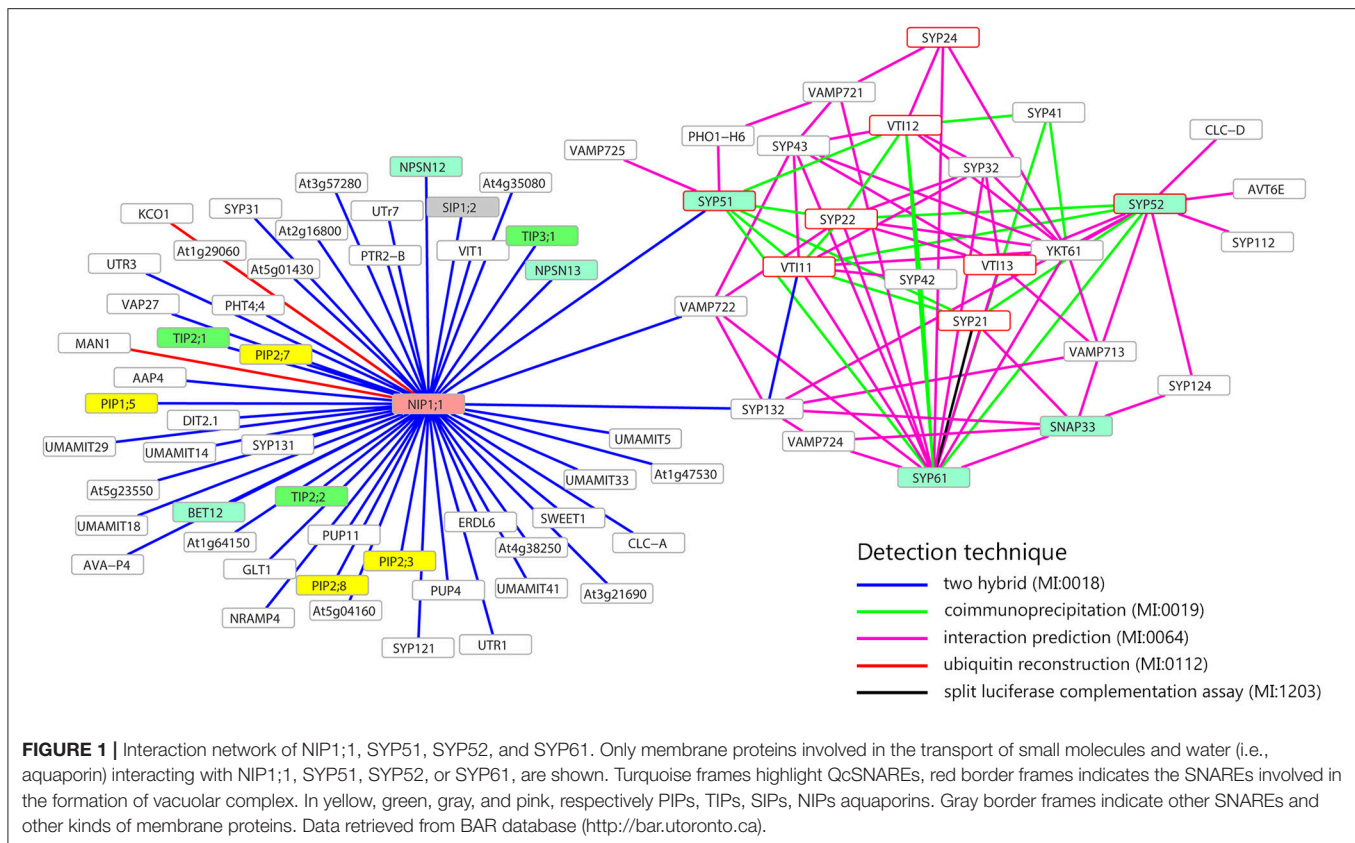 SYP24
VAMP721
VTI12
SYP41
PHO1−H6
SYP43
CLC−D
VAMP725
SYP32
NPSN12
At3g57280
At4g35080
AVT6E
SYP51
SYP52
KCO1
SYP31
UTr7
SIP1;2
SYP22
At2g16800
TIP3;1
SYP112
At1g29060
PTR2−B
VIT1
YKT61
UTR3
At5g01430
NPSN13
VTI11
VTI13
SYP42
VAP27
PHT4;4
VAMP722
SYP21
TIP2;1
MAN1
PIP2;7
VAMP713
AAP4
SYP124
PIP1;5
NIP1;1
SYP132
DIT2.1
SNAP33
UMAMIT29
UMAMIT14
SYP131
UMAMIT5
VAMP724
At1g47530
SYP61
At5g23550
UMAMIT33
TIP2;2
BET12
UMAMIT18
ERDL6
SWEET1
At1g64150
PUP11
At4g38250
CLC−A
AVA−P4
GLT1
PIP2;3
PIP2;8
PUP4
UMAMIT41
At3g21690
NRAMP4
At5g04160
SYP121
UTR1
Detection technique
two hybrid (MI:0018)
coimmunoprecipitation (MI:0019)
interaction prediction (MI:0064)
ubiquitin reconstruction (MI:0112)
split luciferase complementation assay (MI:1203)
FIGURE 1 | Interaction network of NIP1;1, SYP51, SYP52, and SYP61. Only membrane proteins involved in the transport of small molecules and water (i.e.,
aquaporin) interacting with NIP1;1, SYP51, SYP52, or SYP61, are shown. Turquoise frames highlight QcSNAREs, red border frames indicates the SNAREs involved in
the formation of vacuolar complex. In yellow, green, gray, and pink, respectively PIPs, TIPs, SIPs, NIPs aquaporins. Gray border frames indicate other SNAREs and
other kinds of membrane proteins. Data retrieved from BAR database (http://bar.utoronto.ca).